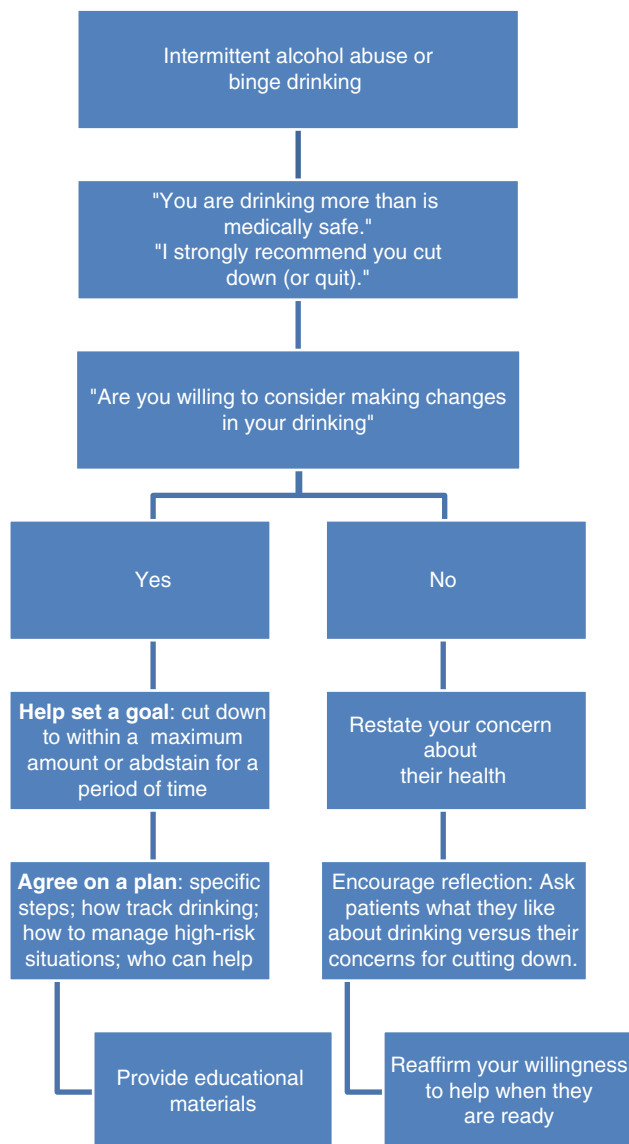 Intermittent alcohol abuse or
binge drinking
"You are drinking more than is
medically safe."
"I strongly recommend you cut
down (or quit)."
"Are you willing to consider making changes
in your drinking"
Yes
No
Help set a goal: cut down
to within a maximum
amount or abdstain for a
period of time
Restate your concern
about
their health
Agree on a plan: specific
steps; how track drinking;
how to manage high-risk
situations; who can help
Encourage reflection: Ask
patients what they like
about drinking versus their
concerns for cutting down.
Provide educational
materials
Reaffirm your willingness
to help when they
are ready